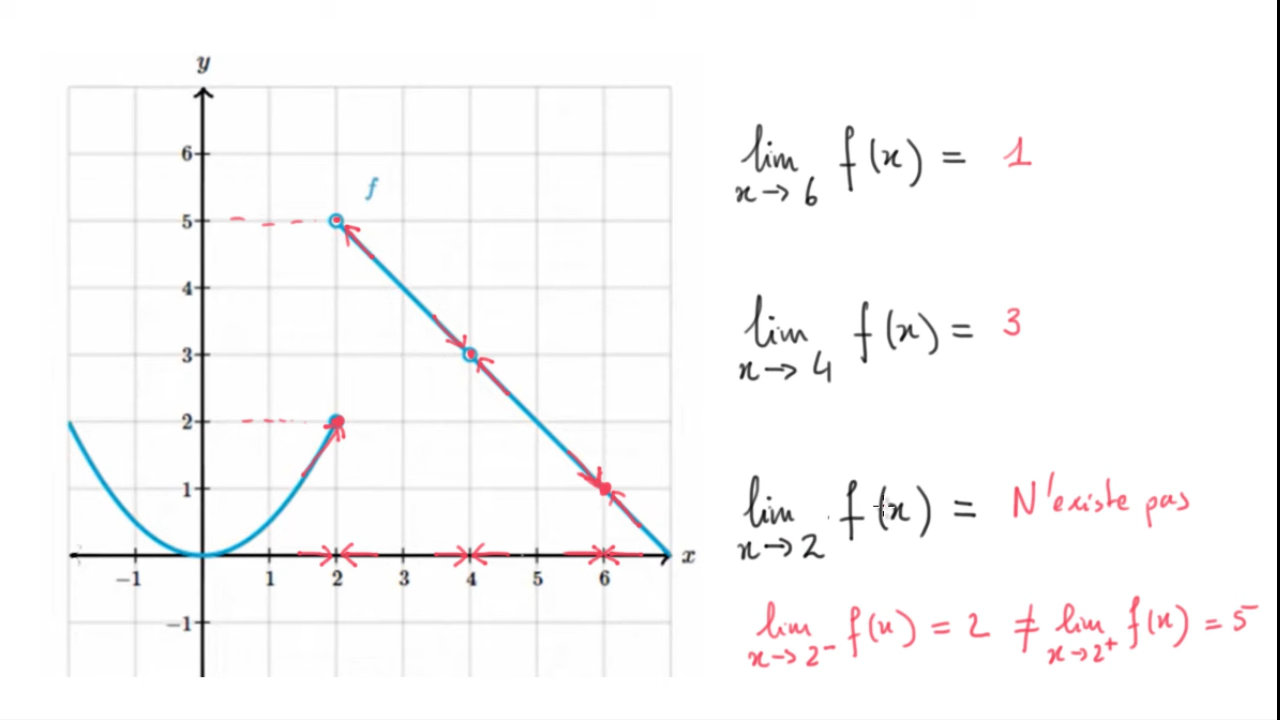 y
6
5
4
3
2
1
−1
f
−1 1 2 3 4 5 6 x
lim x→6 f(x) = 1
lim x→4 f(x) = 3
lim x→2 f(x) = N'existe pas
lim x→2⁻ f(x) = 2 ≠ lim x→2⁺ f(x) = 5